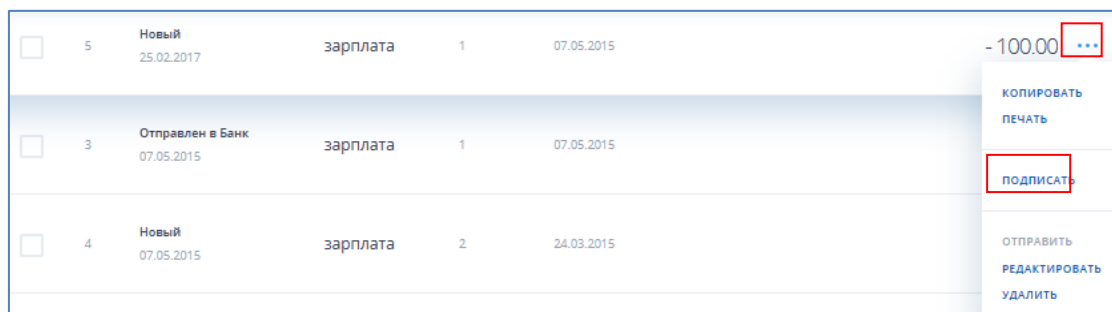 5 Новый зарплата 1 07.05.2015 - 100.00 ...
25.02.2017
КОПИРОВАТЬ
ПЕЧАТЬ
3 Отправлен в Банк зарплата 1 07.05.2015
07.05.2015
ПОДПИСАТЬ
4 Новый зарплата 2 24.03.2015
07.05.2015
ОТПРАВИТЬ
РЕДАКТИРОВАТЬ
УДАЛИТЬ